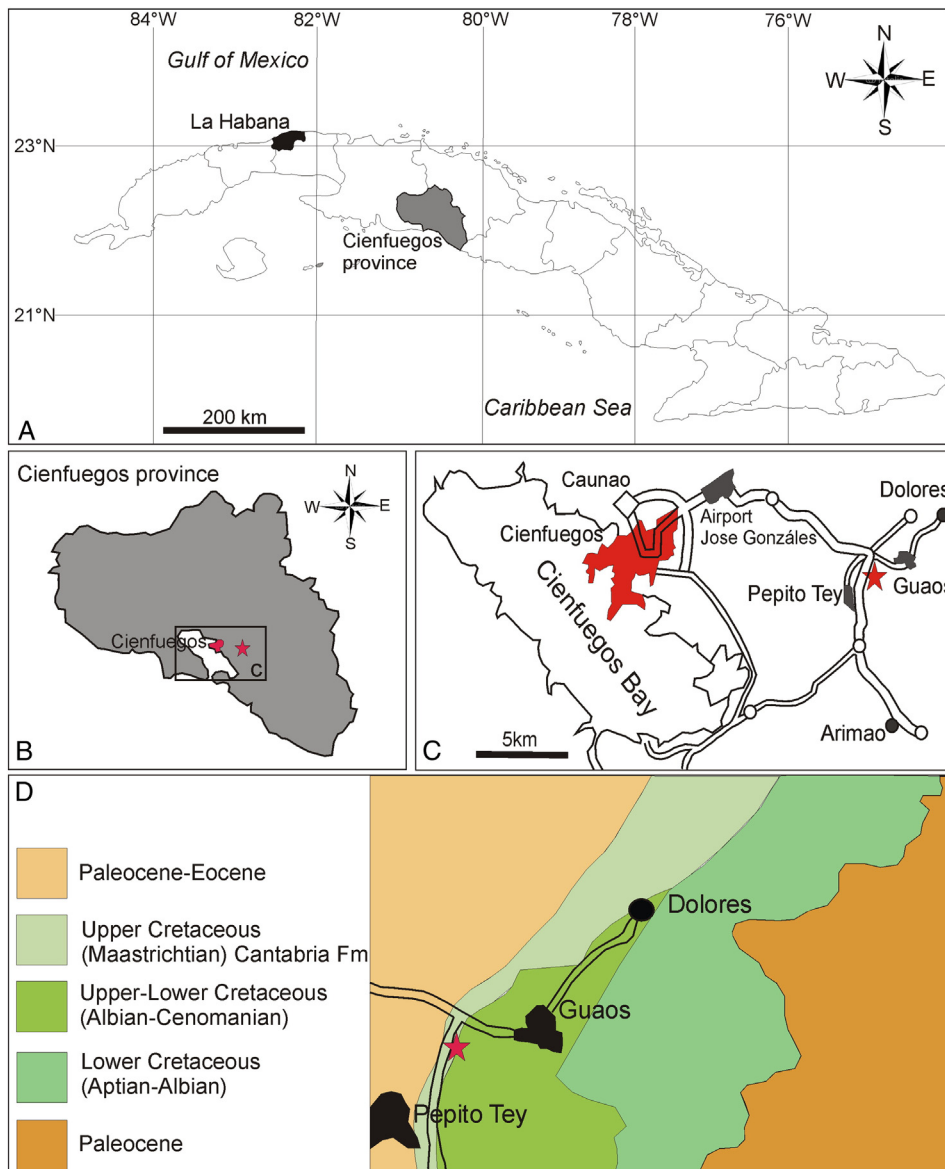 84°W
82°W
80°W
78°W
76°W
Gulf of Mexico
N
W
E
S
La Habana
23°N
Cienfuegos
province
21°N
Caribbean Sea
200 km
A
Cienfuegos province
N
W
E
S
Cienfuegos
C
B
Caunao
Dolores
Cienfuegos
Airport
Jose Gonzáles
Pepito Tey
Guaos
Cienfuegos Bay
Arimao
5km
C
D
Paleocene-Eocene
Upper Cretaceous
(Maastrichtian) Cantabria Fm
Upper-Lower Cretaceous
(Albian-Cenomanian)
Lower Cretaceous
(Aptian-Albian)
Paleocene
Dolores
Guaos
Pepito Tey